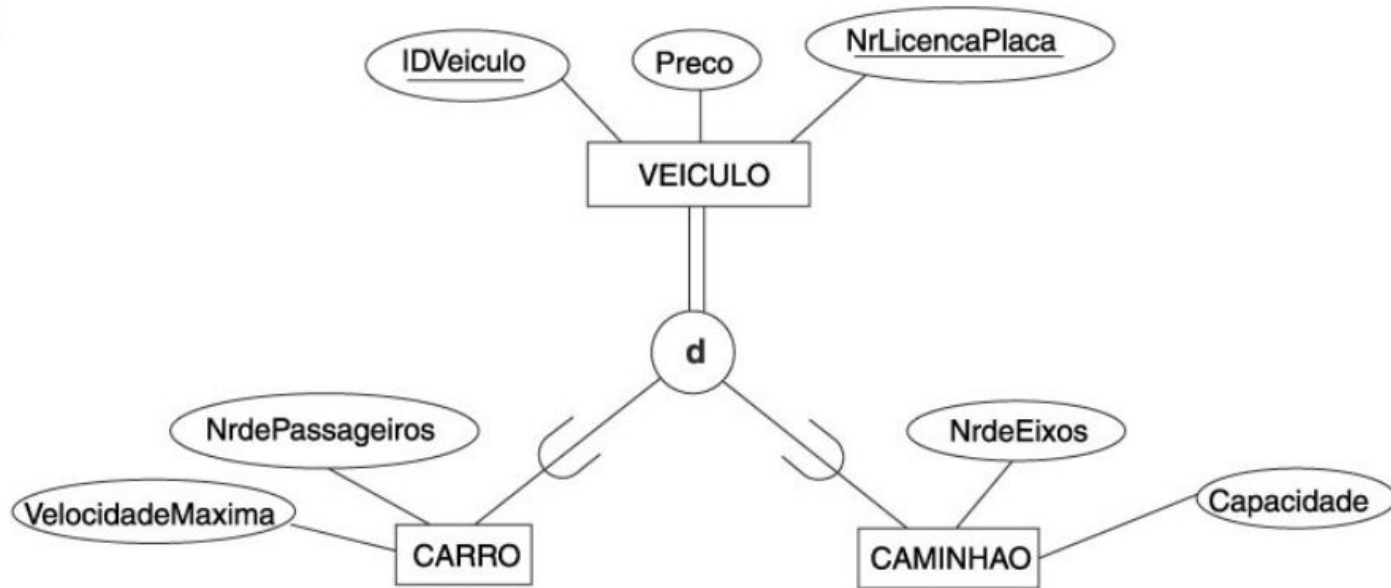 IDVeiculo
Preco
NrLicencaPlaca
VEICULO
d
NrdePassageiros
NrdeEixos
VelocidadeMaxima
Capacidade
CARRO
CAMINHAO